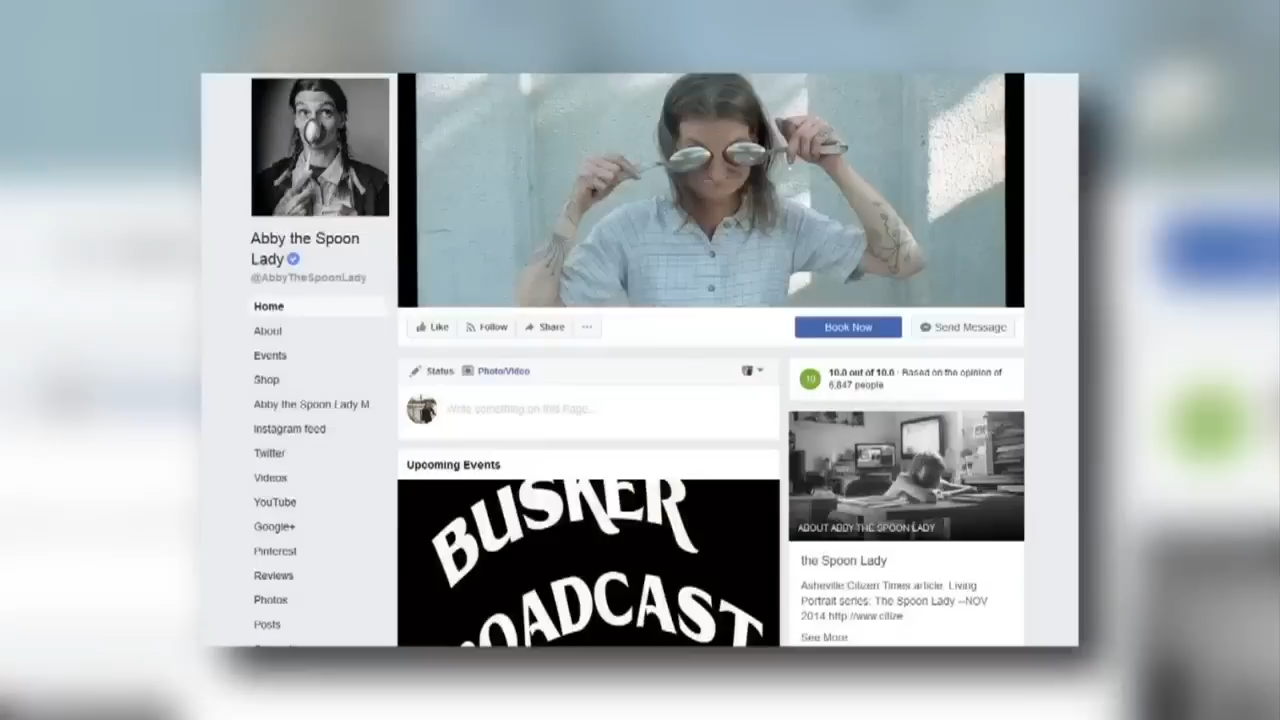 Abby the Spoon
Lady
@AbbyTheSpoonLady
Home
About
Events
Shop
Abby the Spoon Lady M
Instagram feed
Twitter
Videos
YouTube
Google+
Pinterest
Reviews
Photos
Posts
Like
Follow
Share
...
Book Now
Send Message
Status
Photo/Video
Write something on this Page...
Upcoming Events
BUSKER
ROADCAST
10
10.0 out of 10.0 · Based on the opinion of
6,847 people
ABOUT ABBY THE SPOON LADY
the Spoon Lady
Asheville Citizen Times article. Living
Portrait series: The Spoon Lady --NOV
2014 http://www.citize
See More